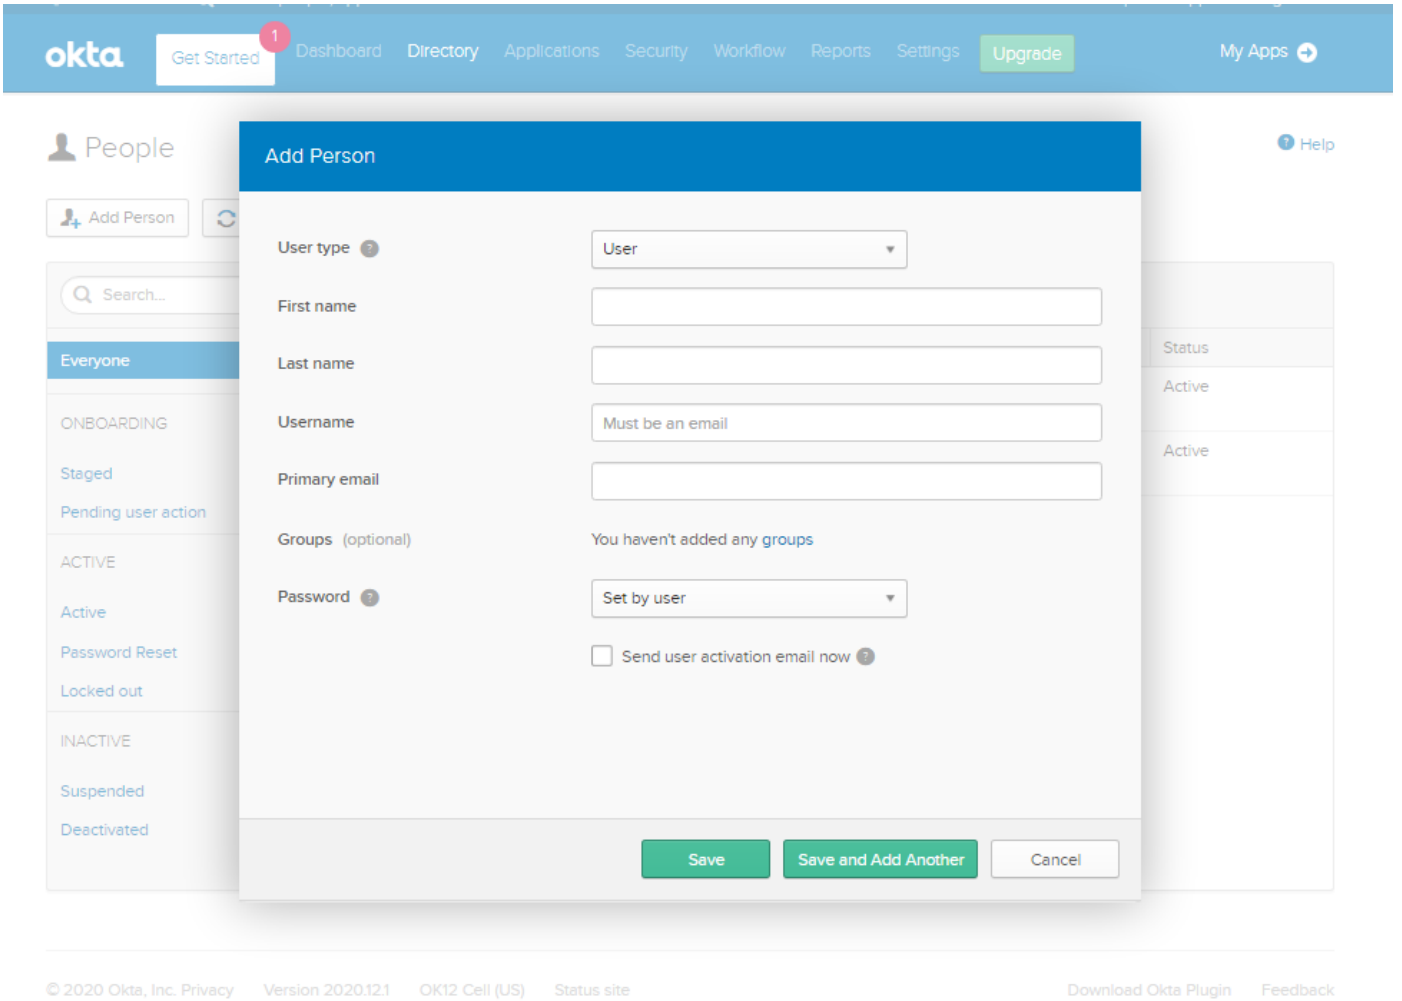 okta
Get Started
1
Dashboard
Directory
Applications
Security
Workflow
Reports
Settings
Upgrade
My Apps
People
Help
Add Person
Search...
Everyone
ONBOARDING
Staged
Pending user action
ACTIVE
Active
Password Reset
Locked out
INACTIVE
Suspended
Deactivated
Status
Active
Active
Add Person
User type ?
User
First name
Last name
Username
Must be an email
Primary email
Groups (optional)
You haven't added any groups
Password ?
Set by user
Send user activation email now ?
Save
Save and Add Another
Cancel
© 2020 Okta, Inc. Privacy
Version 2020.12.1
OK12 Cell (US)
Status site
Download Okta Plugin
Feedback